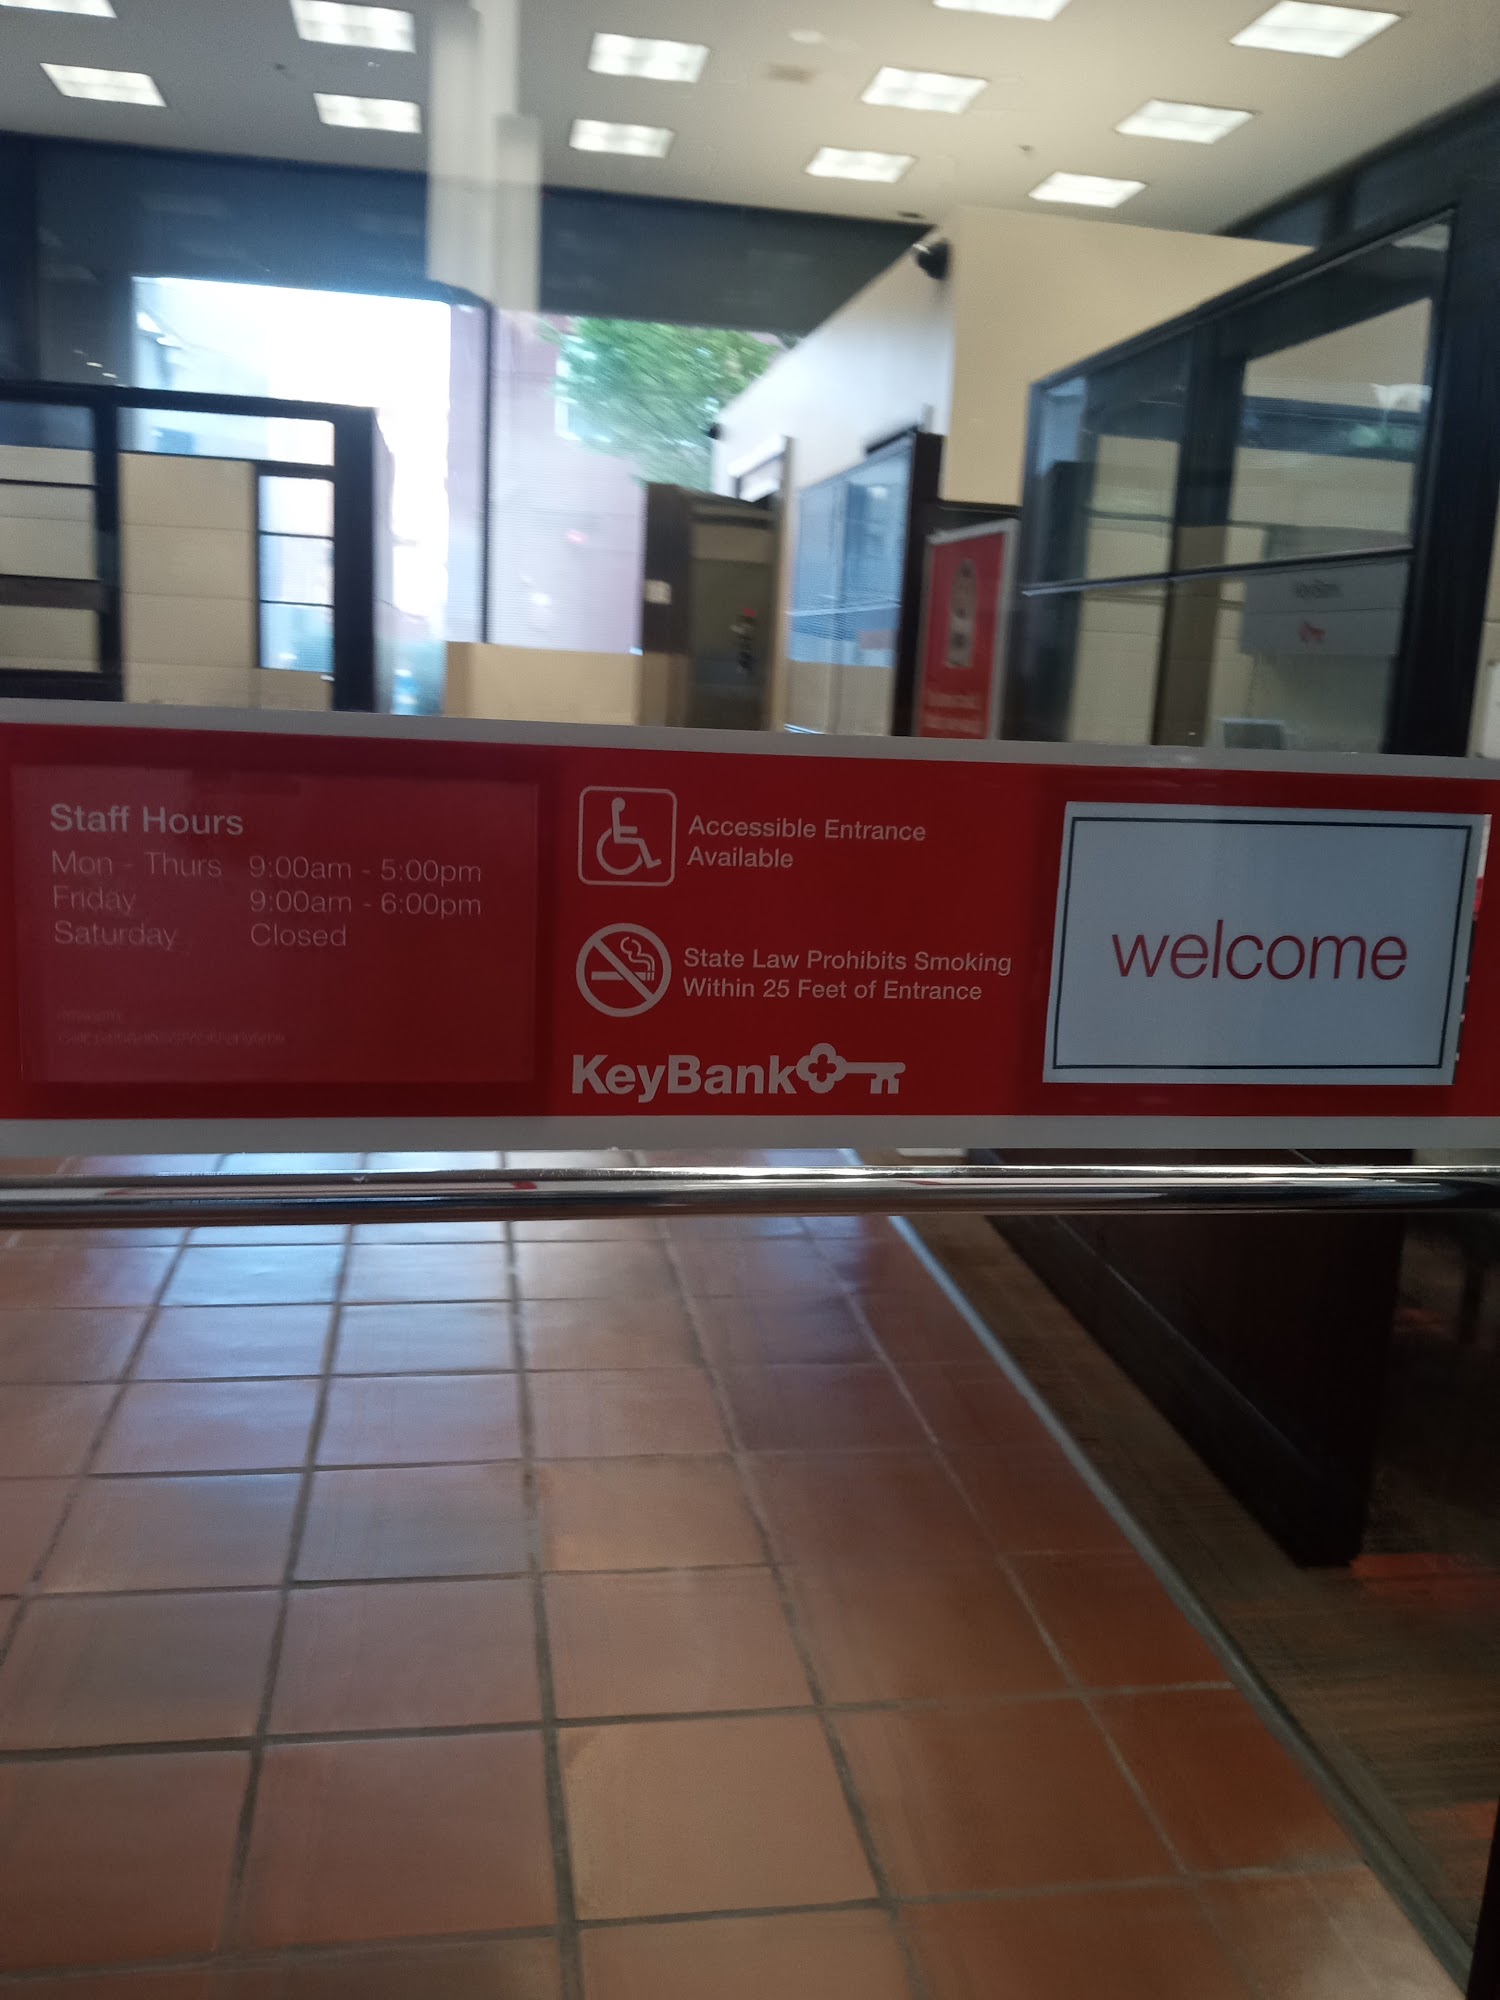 Staff Hours
Mon - Thurs 9:00am - 5:00pm
Friday 9:00am - 6:00pm
Saturday Closed
Accessible Entrance
Available
State Law Prohibits Smoking
Within 25 Feet of Entrance
KeyBank
welcome